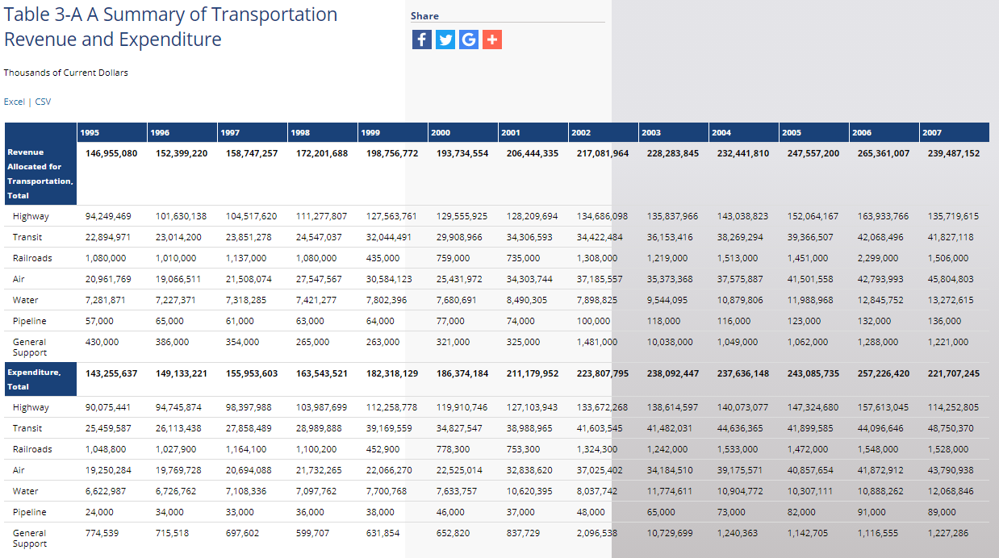 Table 3-A A Summary of Transportation
Revenue and Expenditure
Share
f G +
Thousands of Current Dollars
Excel | CSV
1995 1996 1997 1998 1999 2000 2001 2002 2003 2004 2005 2006 2007
Revenue
Allocated for
Transportation,
Total
146,955,080 152,399,220 158,747,257 172,201,688 198,756,772 193,734,554 206,444,335 217,081,964 228,283,845 232,441,810 247,557,200 265,361,007 239,487,152
Highway 94,249,469 101,630,138 104,517,620 111,277,807 127,563,761 129,555,925 128,209,694 134,686,098 135,837,966 143,038,823 152,064,167 163,933,766 135,719,615
Transit 22,894,971 23,014,200 23,851,278 24,547,037 32,044,491 29,908,966 34,306,593 34,422,484 36,153,416 38,269,294 39,366,507 42,068,496 41,827,118
Railroads 1,080,000 1,010,000 1,137,000 1,080,000 435,000 759,000 735,000 1,308,000 1,219,000 1,513,000 1,451,000 2,299,000 1,506,000
Air 20,961,769 19,066,511 21,508,074 27,547,567 30,584,123 25,431,972 34,303,744 37,185,557 35,373,368 37,575,887 41,501,558 42,793,993 45,804,803
Water 7,281,871 7,227,371 7,318,285 7,421,277 7,802,396 7,680,691 8,490,305 7,898,825 9,544,095 10,879,806 11,988,968 12,845,752 13,272,615
Pipeline 57,000 65,000 61,000 63,000 64,000 77,000 74,000 100,000 118,000 116,000 123,000 132,000 136,000
General
Support
430,000 386,000 354,000 265,000 263,000 321,000 325,000 1,481,000 10,038,000 1,049,000 1,062,000 1,288,000 1,221,000
Expenditure,
Total
143,255,637 149,133,221 155,953,603 163,543,521 182,318,129 186,374,184 211,179,952 223,807,795 238,092,447 237,636,148 243,085,735 257,226,420 221,707,245
Highway 90,075,441 94,745,874 98,397,988 103,987,699 112,258,778 119,910,746 127,103,943 133,672,268 138,614,597 140,073,077 147,324,680 157,613,045 114,252,805
Transit 25,459,587 26,113,438 27,858,489 28,989,888 39,169,559 34,827,547 38,988,965 41,603,545 41,482,031 44,636,365 41,899,585 44,096,646 48,750,370
Railroads 1,048,800 1,027,900 1,164,100 1,100,200 452,900 778,300 753,300 1,324,300 1,242,000 1,533,000 1,472,000 1,548,000 1,528,000
Air 19,250,284 19,769,728 20,694,088 21,732,265 22,066,270 22,525,014 32,838,620 37,025,402 34,184,510 39,175,571 40,857,654 41,872,912 43,790,938
Water 6,622,987 6,726,762 7,108,336 7,097,762 7,700,768 7,633,757 10,620,395 8,037,742 11,774,611 10,904,772 10,307,111 10,888,262 12,068,846
Pipeline 24,000 34,000 33,000 36,000 38,000 46,000 37,000 48,000 65,000 73,000 82,000 91,000 89,000
General
Support
774,539 715,518 697,602 599,707 631,854 652,820 837,729 2,096,538 10,729,699 1,240,363 1,142,705 1,116,555 1,227,286